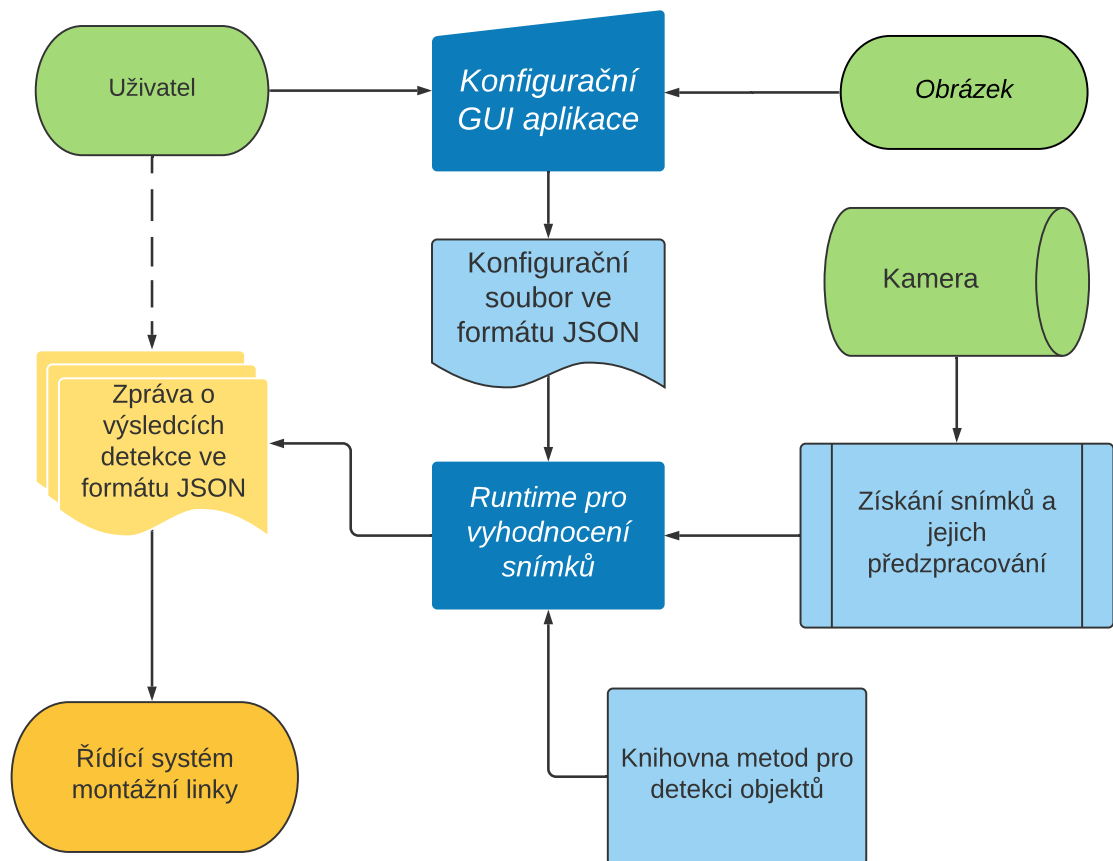 Uživatel
Konfigurační
GUI aplikace
Obrázek
Konfigurační
soubor ve
formátu JSON
Kamera
Zpráva o
výsledcích
detekce ve
formátu JSON
Runtime pro
vyhodnocení
snímků
Získání snímků a
jejich
předzpracování
Řídící systém
montážní linky
Knihovna metod pro
detekci objektů